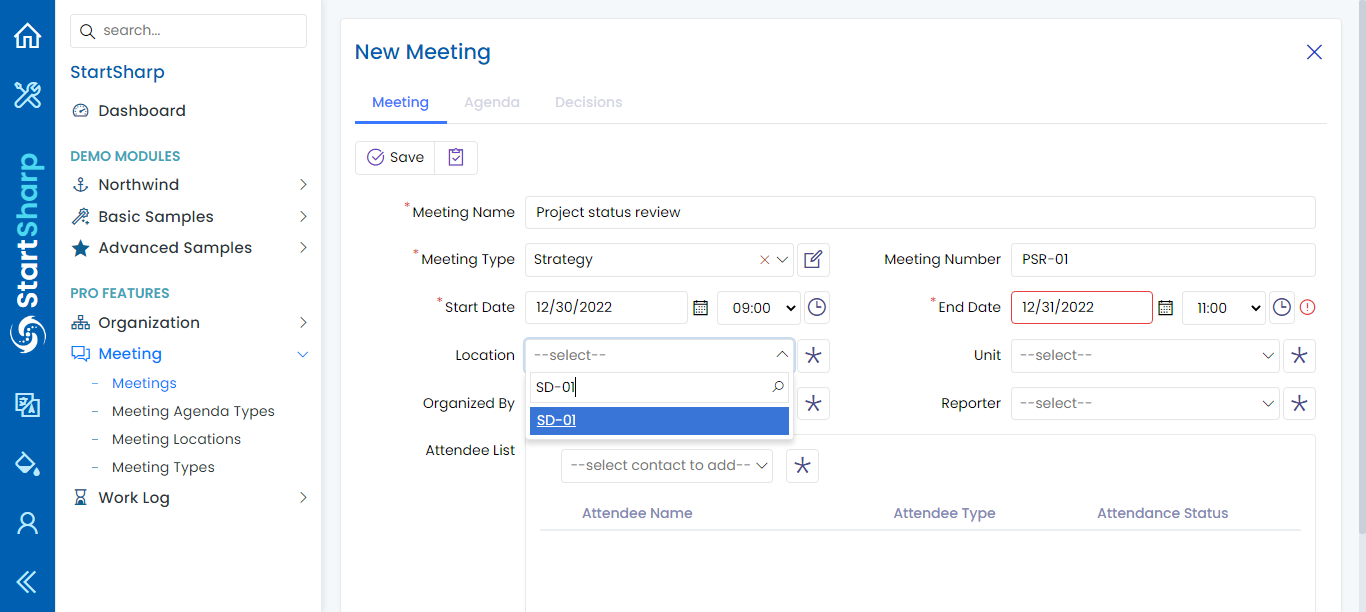 search...
StartSharp
Dashboard
DEMO MODULES
Northwind
Basic Samples
Advanced Samples
PRO FEATURES
Organization
Meeting
Meetings
Meeting Agenda Types
Meeting Locations
Meeting Types
Work Log
StartSharp
New Meeting
Meeting Agenda Decisions
Save
*Meeting Name Project status review
*Meeting Type Strategy Meeting Number PSR-01
*Start Date 12/30/2022 09:00 *End Date 12/31/2022 11:00
Location --select-- Unit --select--
SD-01
Organized By Reporter --select--
SD-01
Attendee List
--select contact to add--
Attendee Name Attendee Type Attendance Status